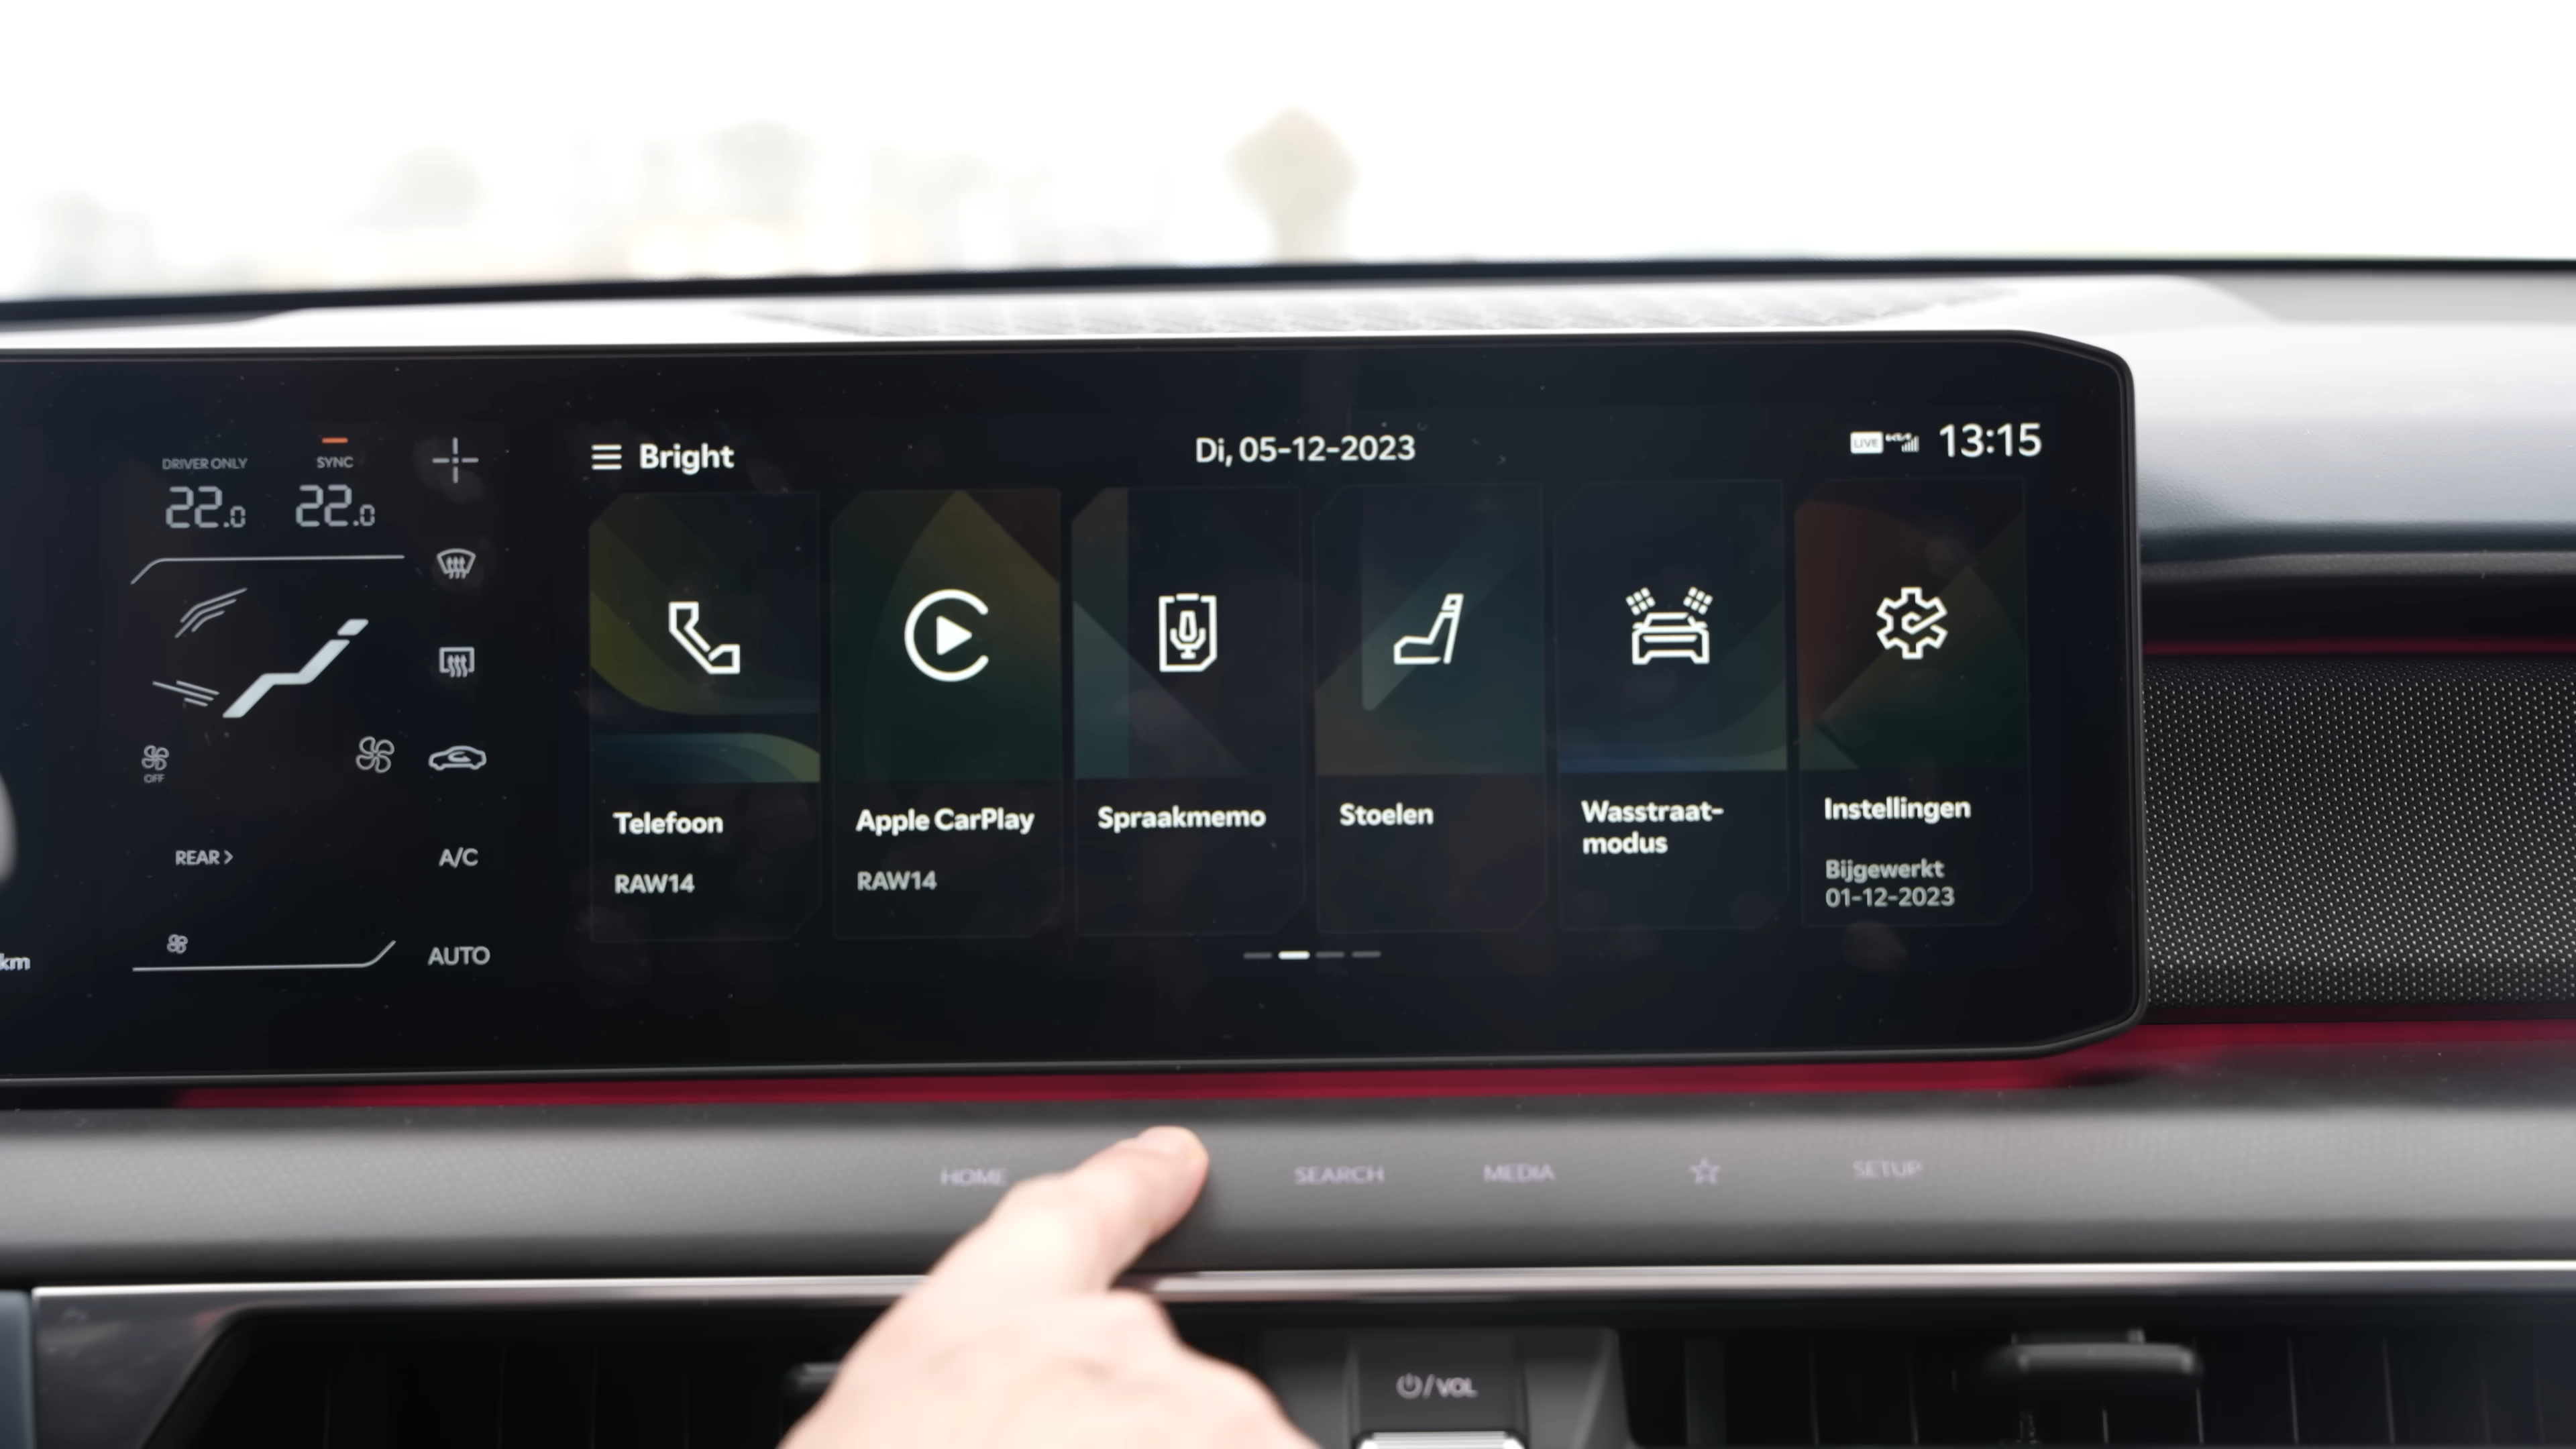 DRIVER ONLY
SYNC
22.0
22.0
OFF
REAR >
A/C
AUTO
km
Bright
Di, 05-12-2023
LIVE
13:15
Telefoon
RAW14
Apple CarPlay
RAW14
Spraakmemo
Stoelen
Wasstraat-
modus
Instellingen
Bijgewerkt
01-12-2023
HOME
SEARCH
MEDIA
SETUP
/ VOL